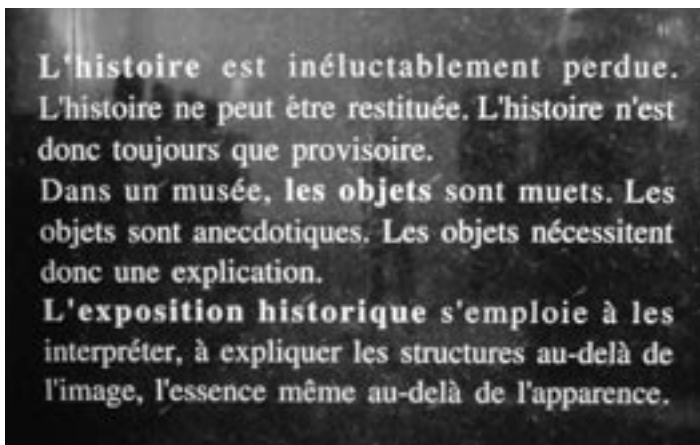 L'histoire est inéluctablement perdue.
L'histoire ne peut être restituée. L'histoire n'est
donc toujours que provisoire.
Dans un musée, les objets sont muets. Les
objets sont anecdotiques. Les objets nécessitent
donc une explication.
L'exposition historique s'emploie à les
interpréter, à expliquer les structures au-delà de
l'image, l'essence même au-delà de l'apparence.